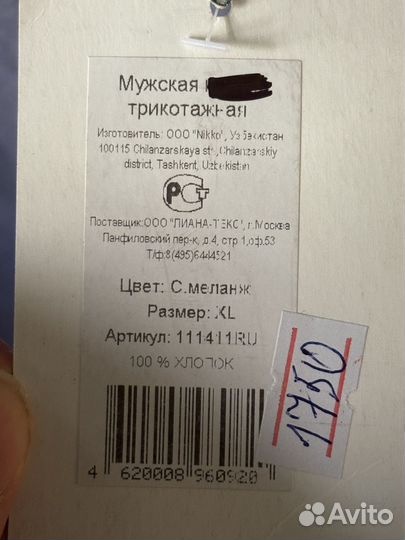 Мужская
трикотажная
Изготовитель: ООО "Nikko", Узбекистан
100115 Chilanzarskaya str., Chilanzarskiy
district, Tashkent, Uzbekistan
РСТ
Поставщик:ООО "ЛИАНА-ТЕКС", г.Москва
Панфиловский пер-к, д.4, стр 1,оф.53
Т/ф:8(495)6444521
Цвет: С.меланж
Размер: XL
Артикул: 111411RU
100 % ХЛОПОК
1750
4 620008 960920
Avito